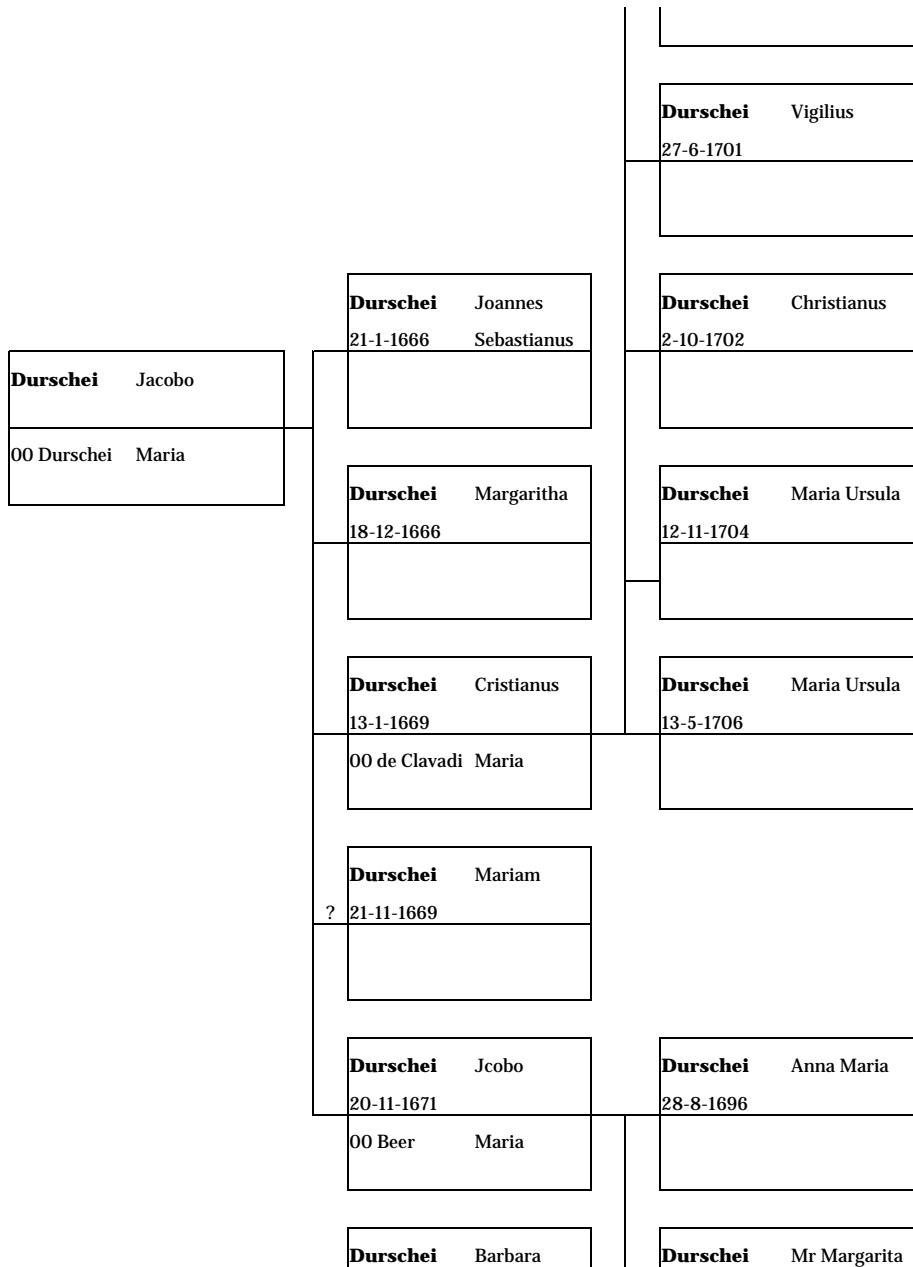 Durschei Vigilius
27-6-1701
Durschei Joannes
21-1-1666 Sebastianus
Durschei Christianus
2-10-1702
Durschei Jacobo
00 Durschei Maria
Durschei Margaritha
18-12-1666
Durschei Maria Ursula
12-11-1704
Durschei Cristianus
13-1-1669
00 de Clavadi Maria
Durschei Maria Ursula
13-5-1706
Durschei Mariam
? 21-11-1669
Durschei Jcobo
20-11-1671
00 Beer Maria
Durschei Anna Maria
28-8-1696
Durschei Barbara
Durschei Mr Margarita